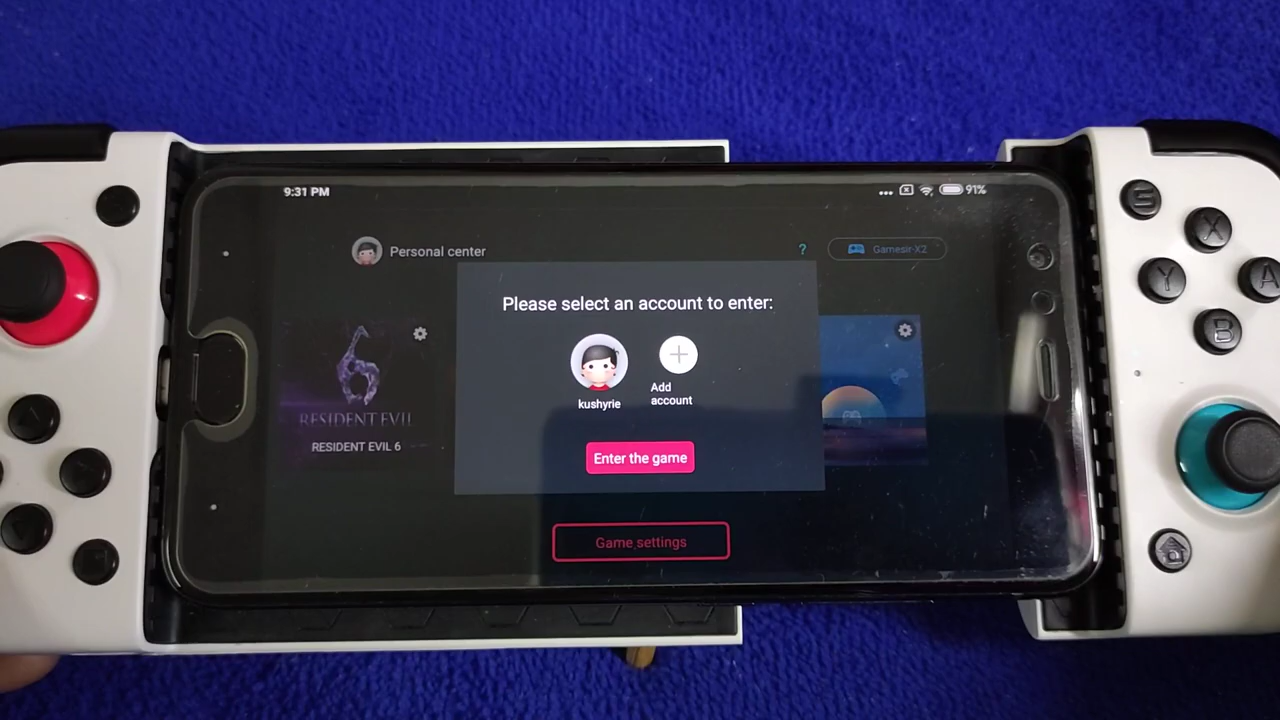 9:31 PM
91%
Personal center
?
Gamesir-X2
Please select an account to enter:
kushyrie
Add
account
RESIDENT EVIL
RESIDENT EVIL 6
Enter the game
Game settings
X
Y
A
B